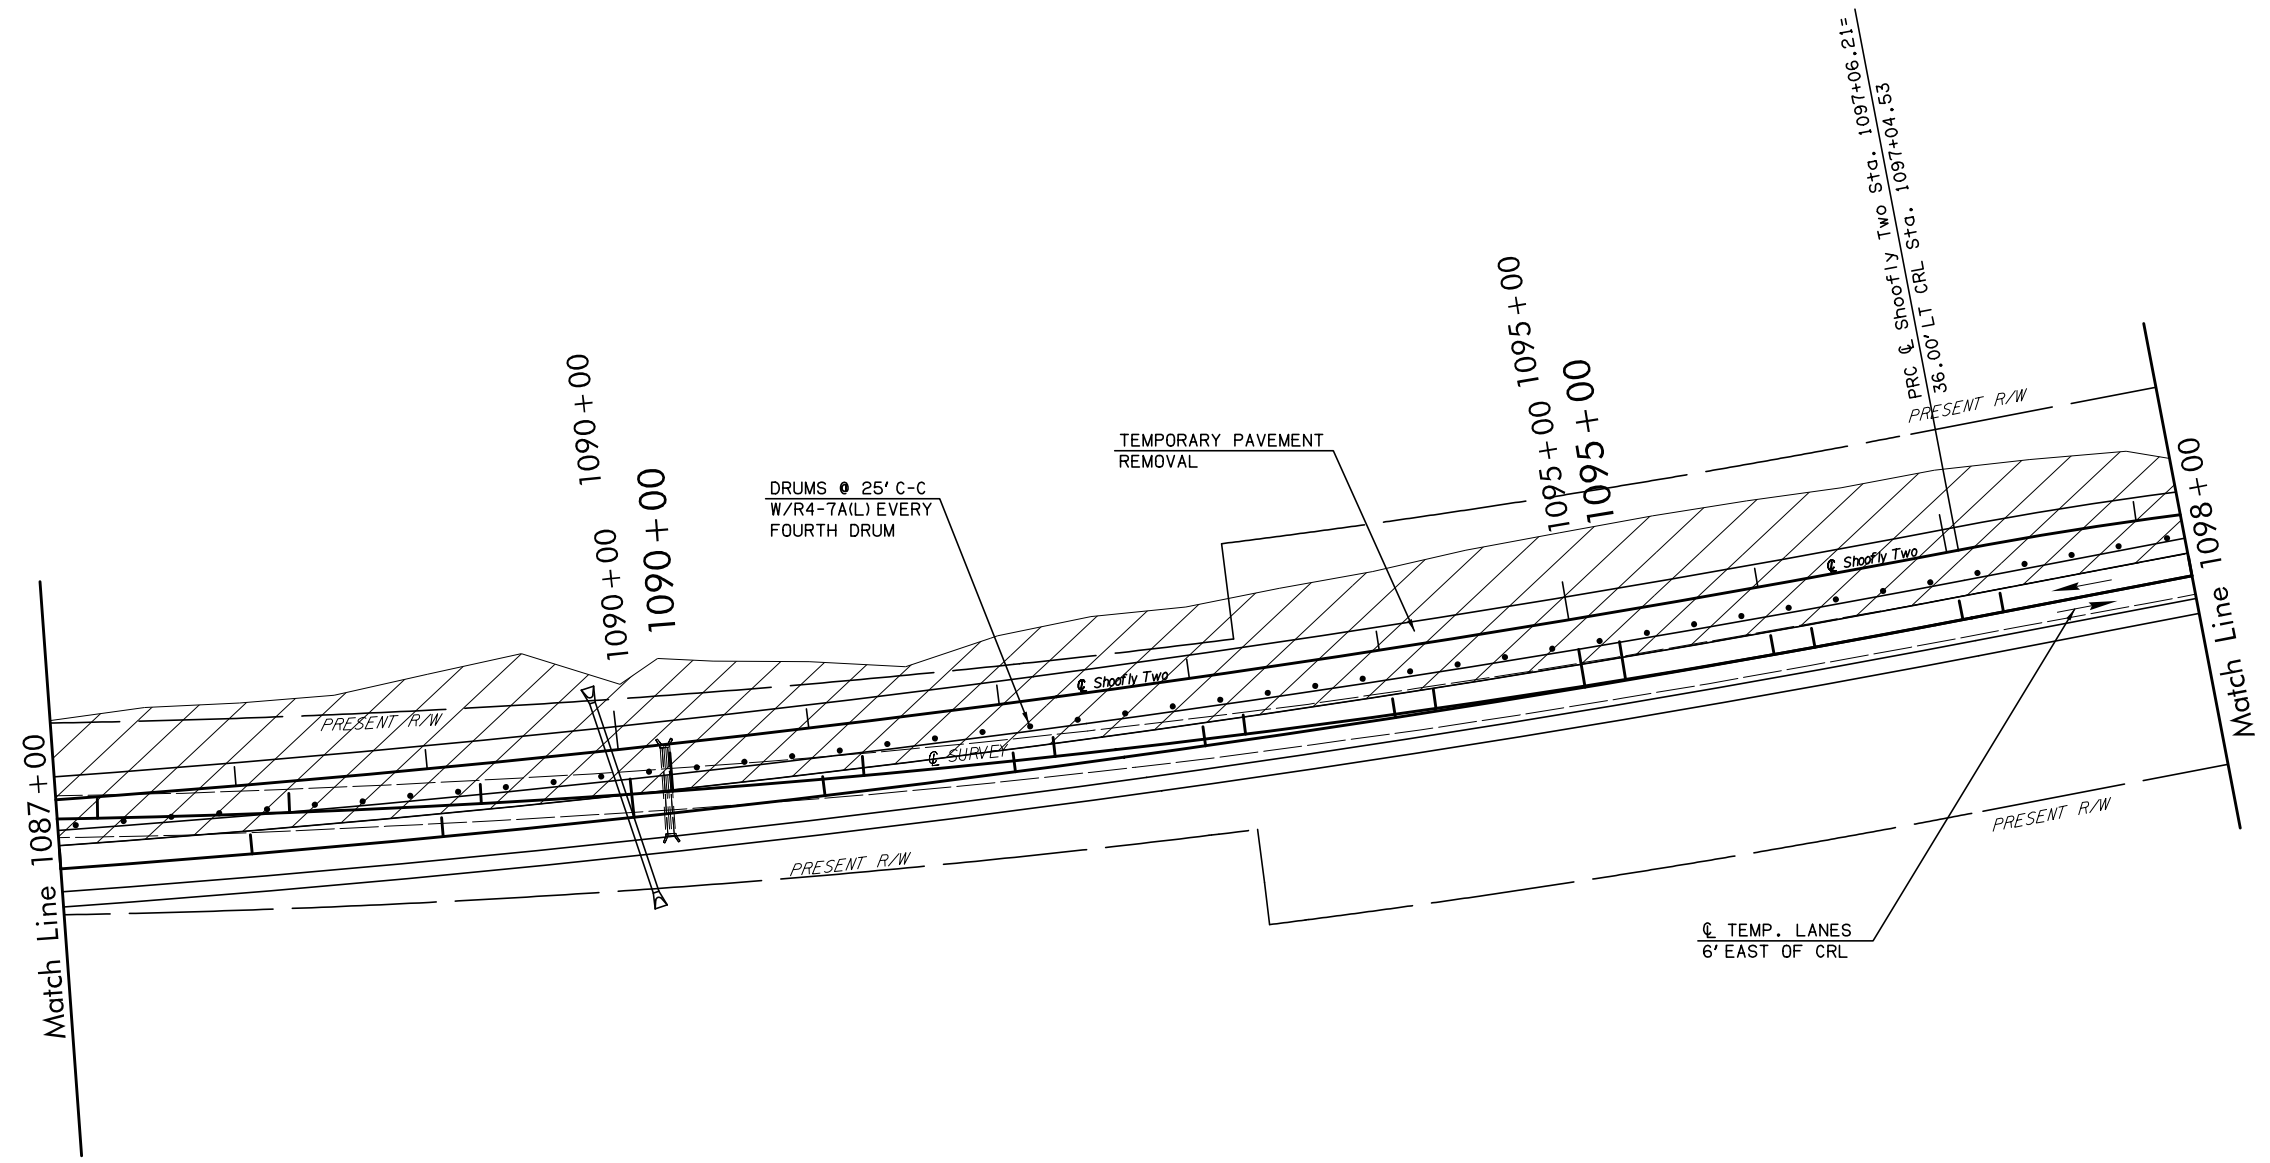 PRC ℄ Shoofly Two Sta. 1097+06.21=
36.00' LT CRL Sta. 1097+04.53
1095+00
1095+00
1095+00
1090+00
1090+00
1090+00
PRESENT R/W
TEMPORARY PAVEMENT
REMOVAL
DRUMS @ 25' C-C
W/R4-7A(L) EVERY
FOURTH DRUM
℄ Shoofly Two
℄ Shoofly Two
PRESENT R/W
℄ SURVEY
Match Line 1087+00
Match Line 1098+00
PRESENT R/W
PRESENT R/W
℄ TEMP. LANES
6' EAST OF CRL